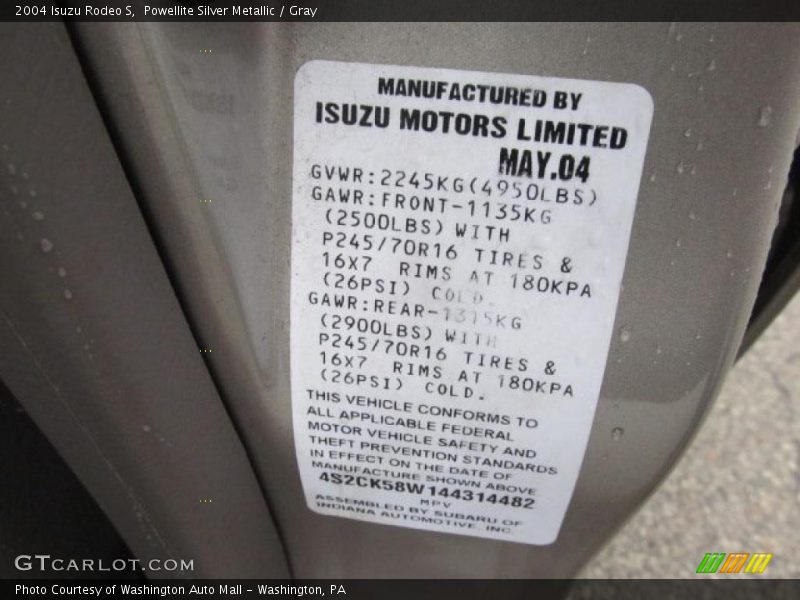 2004 Isuzu Rodeo S,  Powellite Silver Metallic / Gray
MANUFACTURED BY
ISUZU MOTORS LIMITED
MAY.04
GVWR:2245KG(4950LBS)
GAWR:FRONT-1135KG
(2500LBS) WITH
P245/70R16 TIRES &
16X7 RIMS AT 180KPA
(26PSI) COLD.
GAWR:REAR-1315KG
(2900LBS) WITH
P245/70R16 TIRES &
16X7 RIMS AT 180KPA
(26PSI) COLD.
THIS VEHICLE CONFORMS TO
ALL APPLICABLE FEDERAL
MOTOR VEHICLE SAFETY AND
THEFT PREVENTION STANDARDS
IN EFFECT ON THE DATE OF
MANUFACTURE SHOWN ABOVE
4S2CK58W144314482
MPV
ASSEMBLED BY SUBARU OF
INDIANA AUTOMOTIVE, INC.
GTCARLOT.COM
Photo Courtesy of Washington Auto Mall - Washington, PA